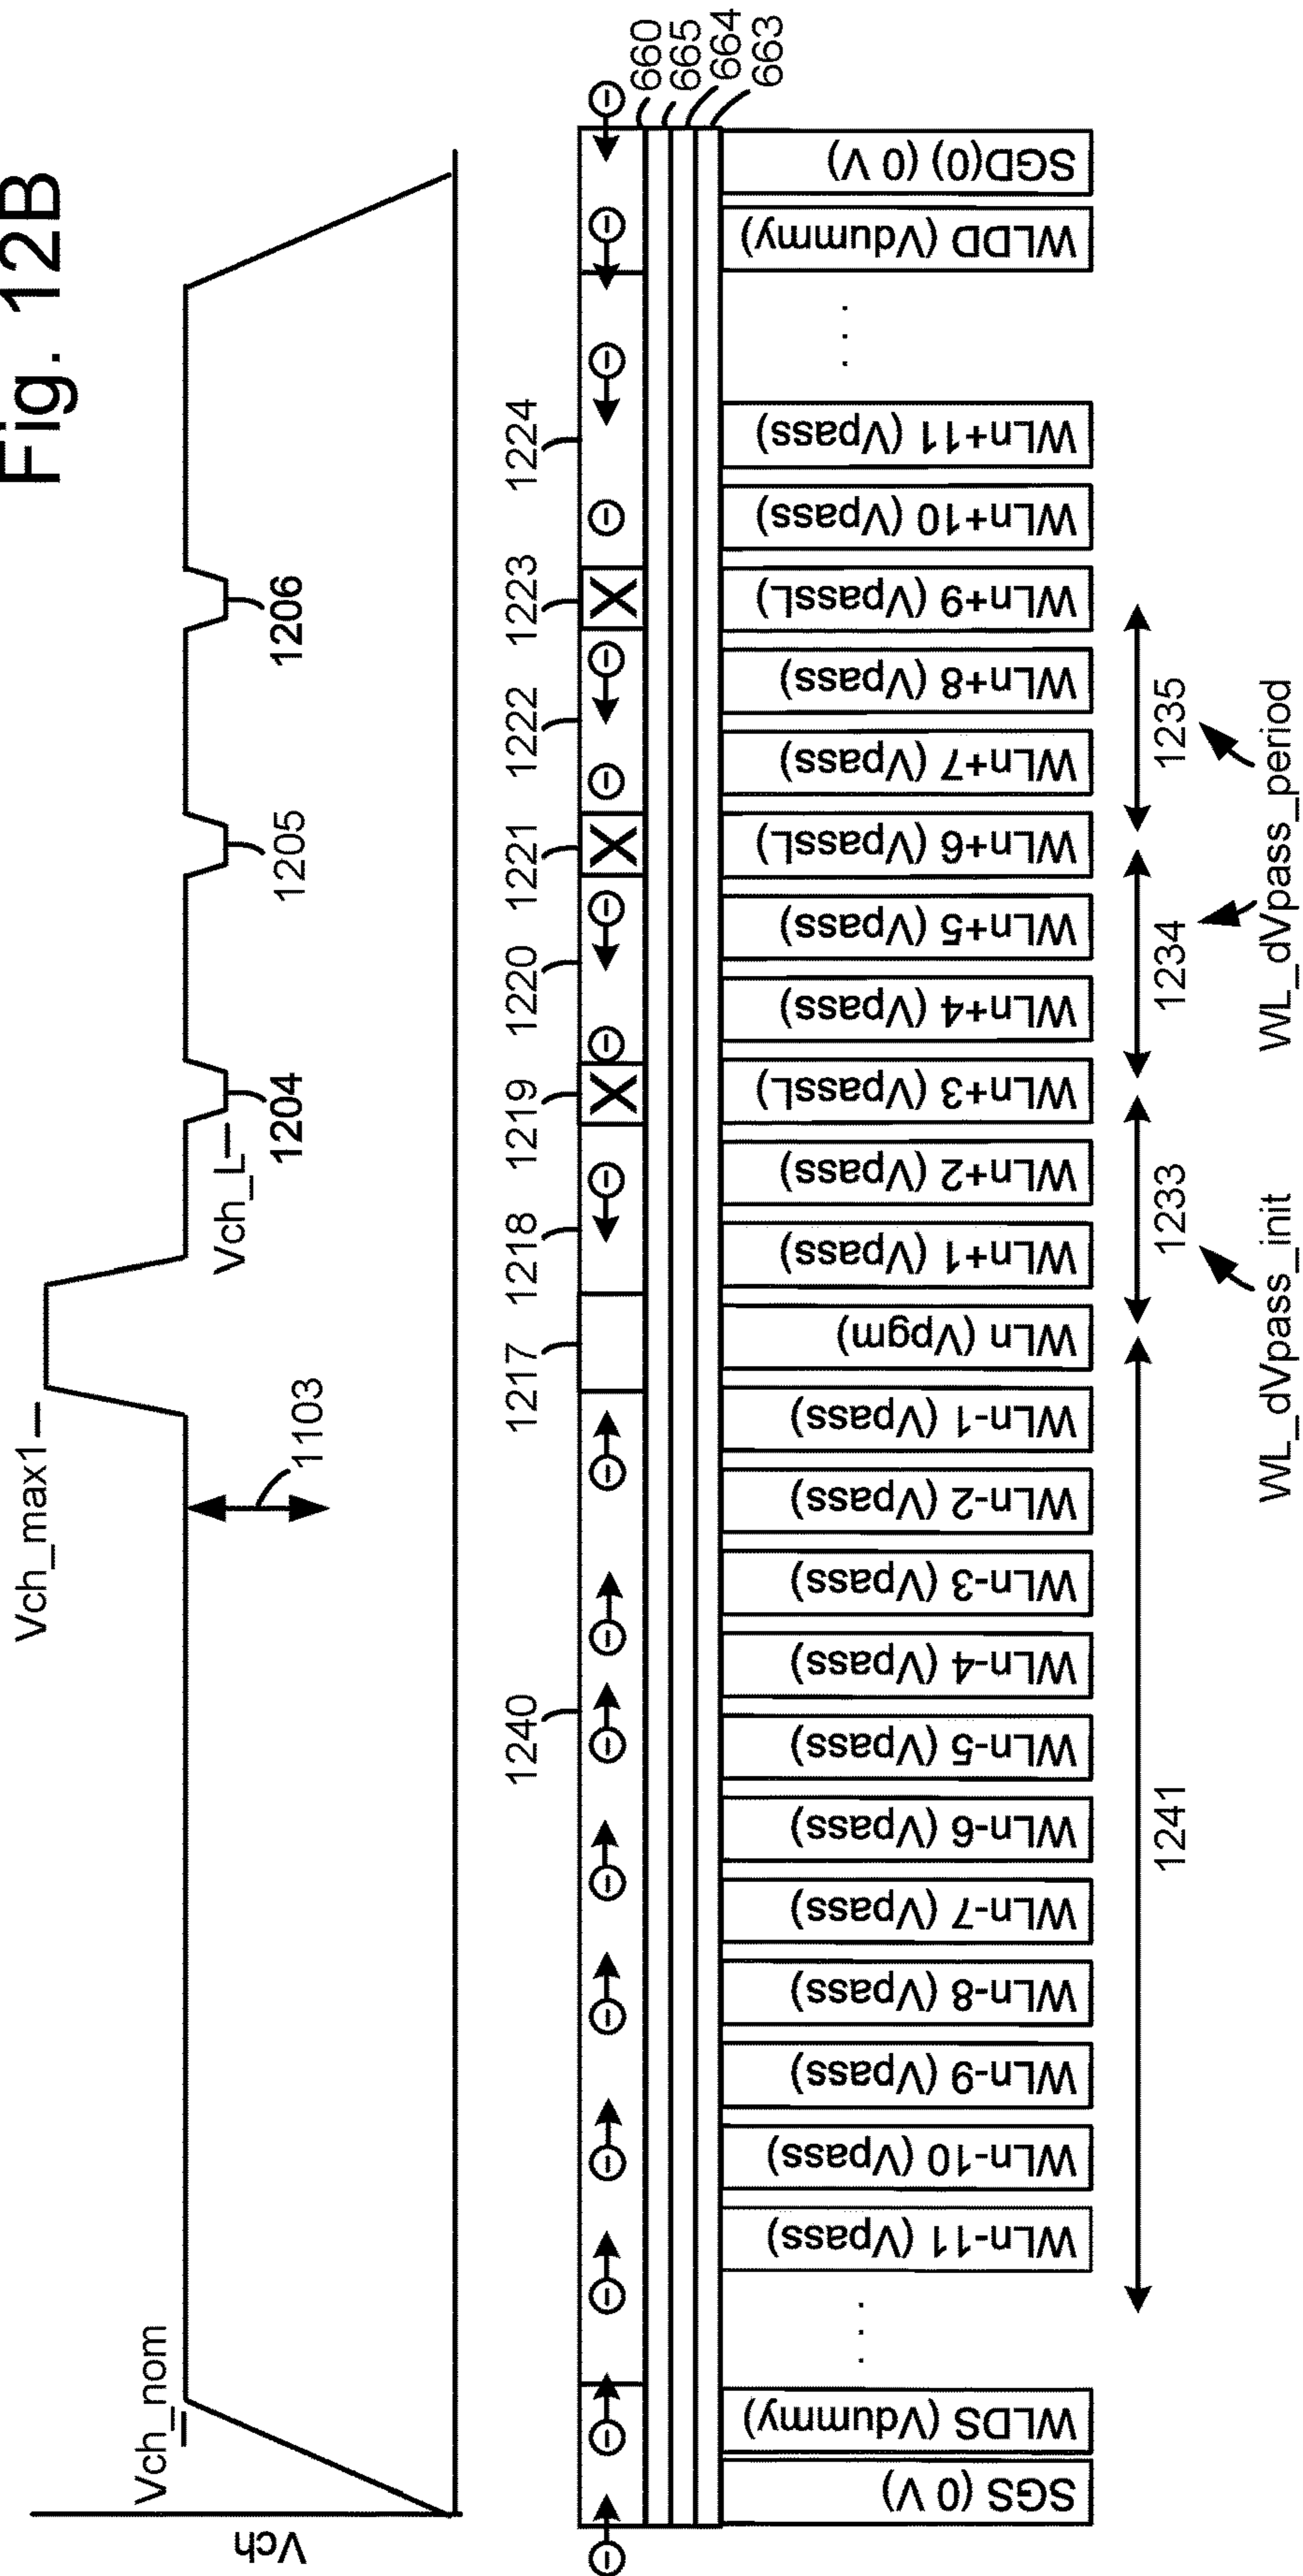 Fig. 12B
Vch
Vch_nom
Vch_max1
1103
Vch_L
1204
1205
1206
1240
1217
1218
1219
1220
1221
1222
1223
1224
660
665
664
663
SGS (0 V)
WLDS (Vdummy)
. . .
WLn-11 (Vpass)
WLn-10 (Vpass)
WLn-9 (Vpass)
WLn-8 (Vpass)
WLn-7 (Vpass)
WLn-6 (Vpass)
WLn-5 (Vpass)
WLn-4 (Vpass)
WLn-3 (Vpass)
WLn-2 (Vpass)
WLn-1 (Vpass)
WLn (Vpgm)
WLn+1 (Vpass)
WLn+2 (Vpass)
WLn+3 (VpassL)
WLn+4 (Vpass)
WLn+5 (Vpass)
WLn+6 (VpassL)
WLn+7 (Vpass)
WLn+8 (Vpass)
WLn+9 (VpassL)
WLn+10 (Vpass)
WLn+11 (Vpass)
. . .
WLDD (Vdummy)
SGD(0) (0 V)
1241
1233
1234
1235
WL_dVpass_init
WL_dVpass_period